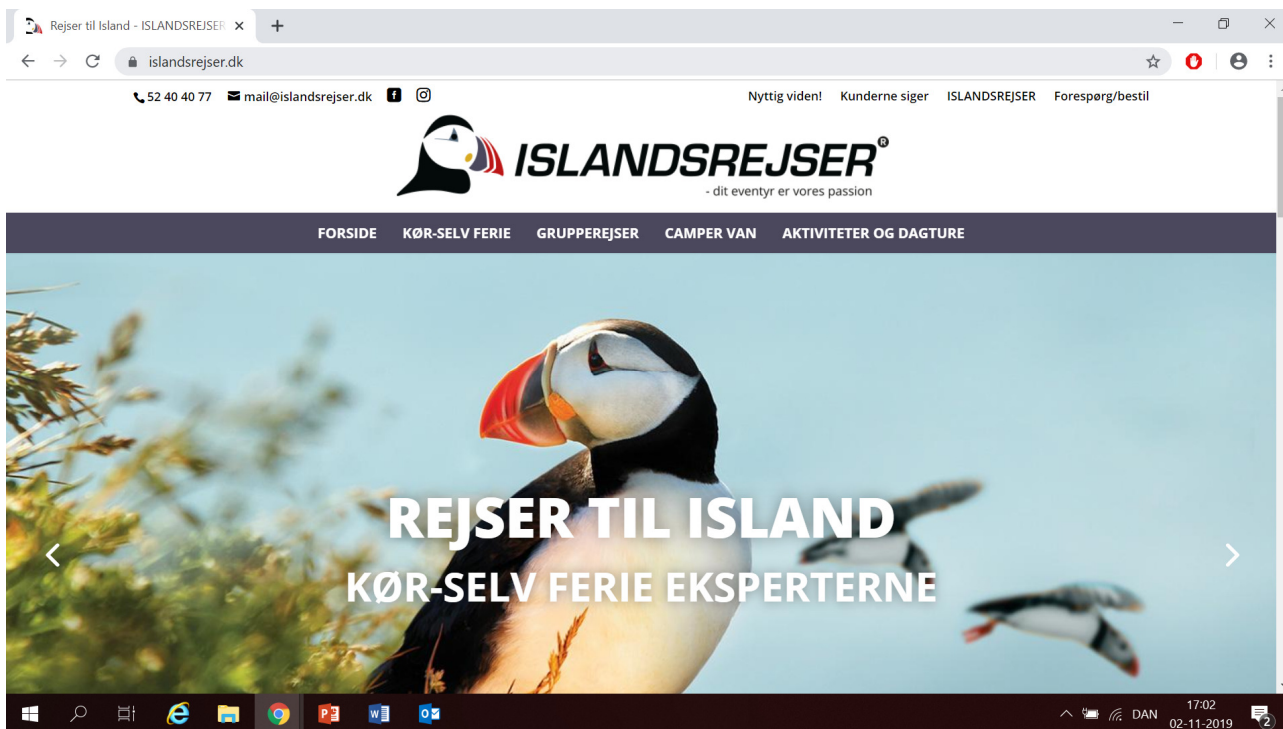 Rejser til Island - ISLANDSREJSER
islandsrejser.dk
52 40 40 77 mail@islandsrejser.dk Nyttig viden! Kunderne siger ISLANDSREJSER Forespørg/bestil
ISLANDSREJSER®
- dit eventyr er vores passion
FORSIDE KØR-SELV FERIE GRUPPEREJSER CAMPER VAN AKTIVITETER OG DAGTURE
REJSER TIL ISLAND
KØR-SELV FERIE EKSPERTERNE
DAN 17:02
02-11-2019 2